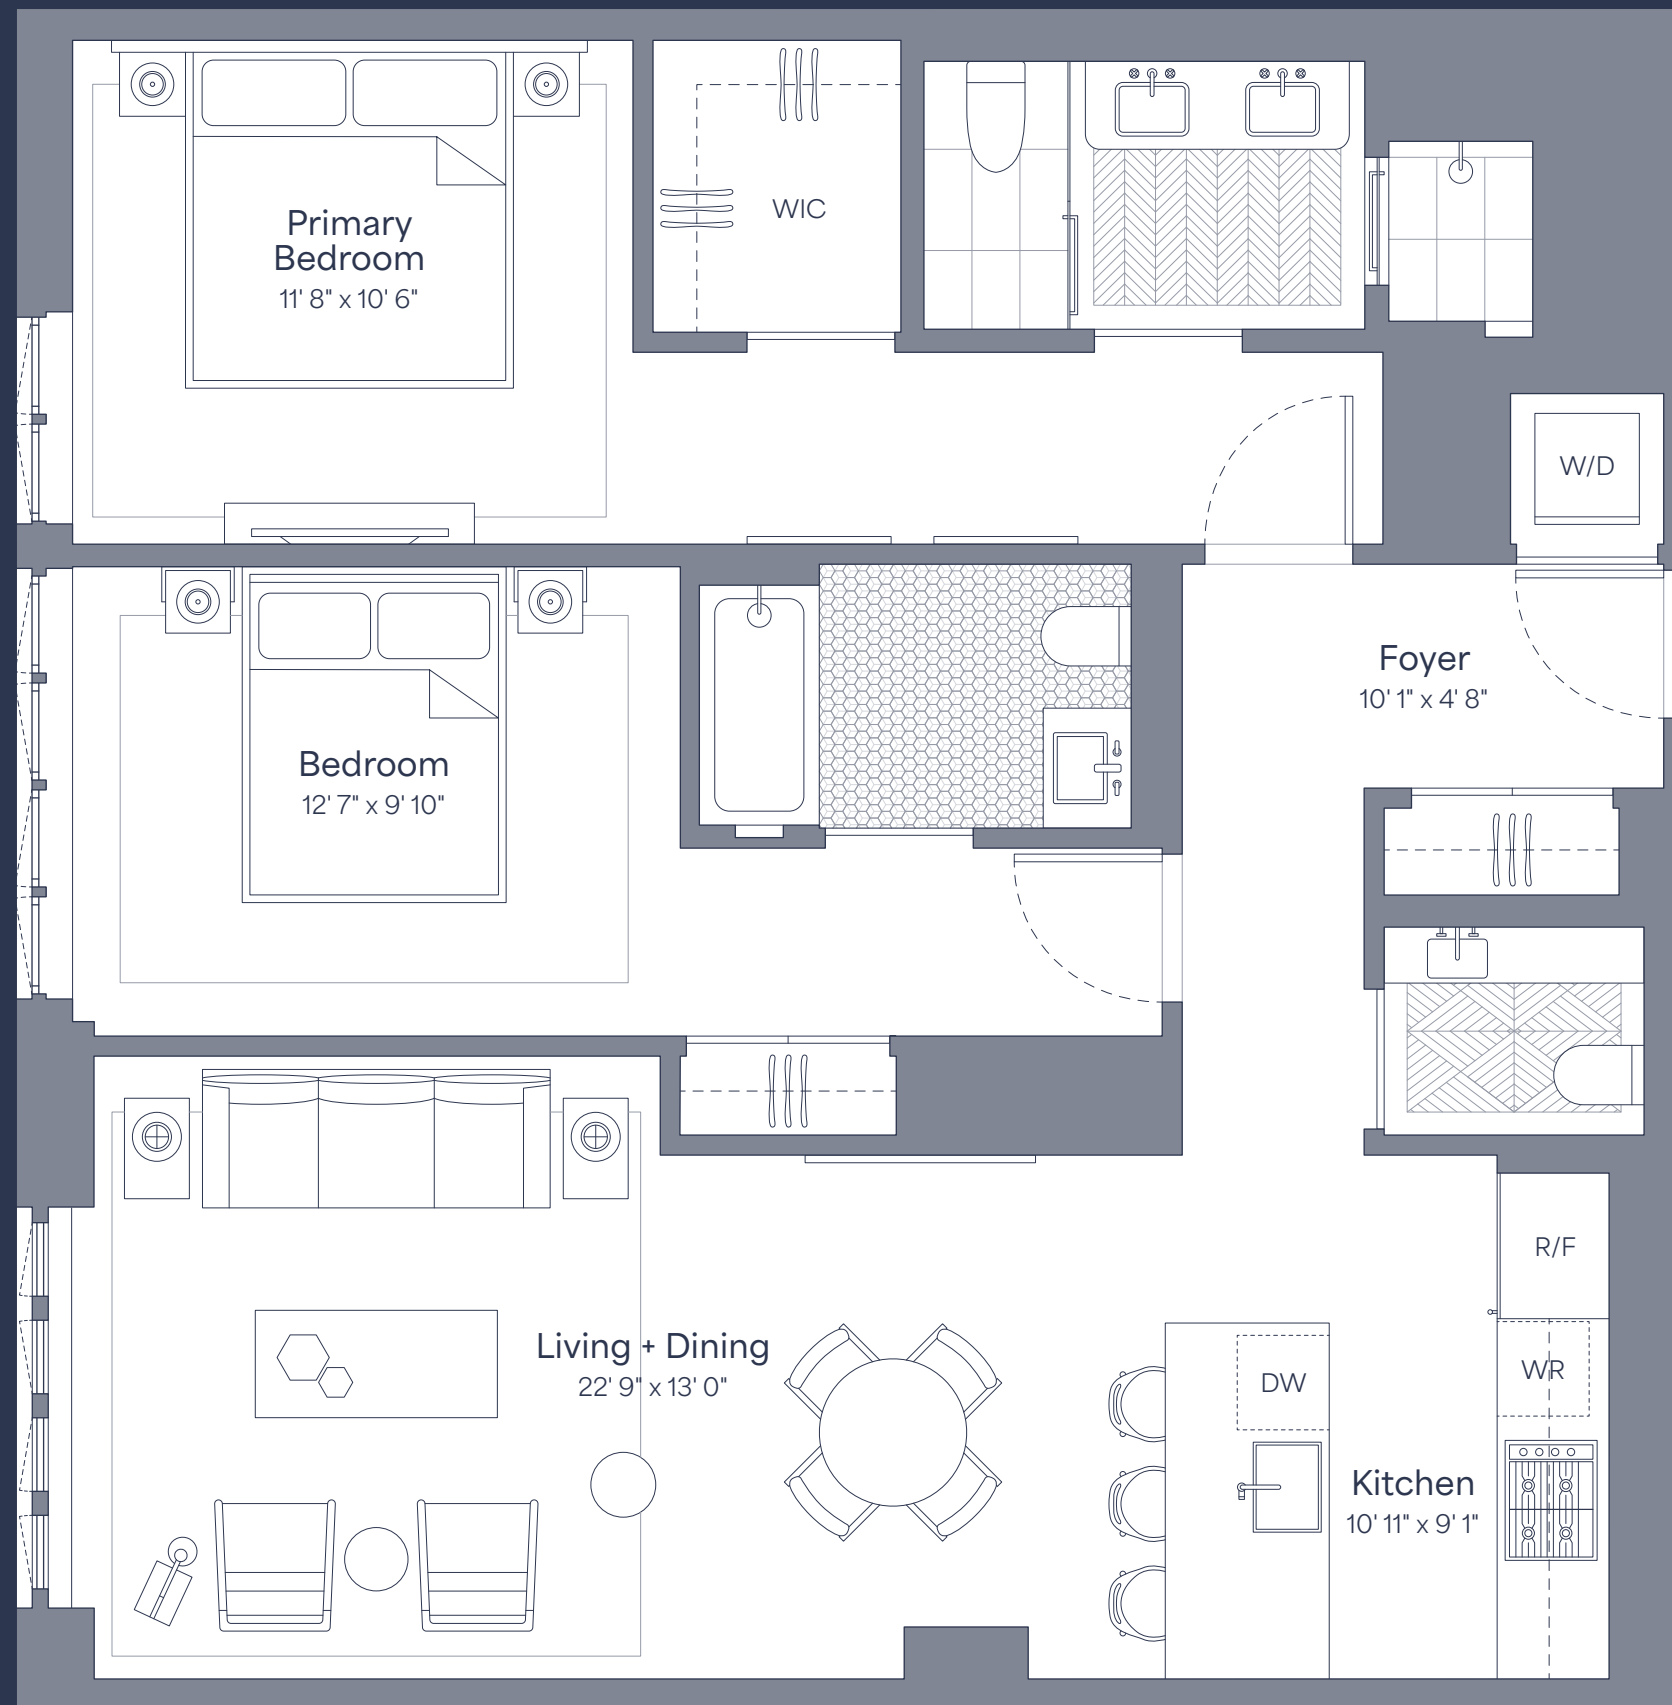 Primary
Bedroom
11' 8" x 10' 6"
WIC
W/D
Foyer
10' 1" x 4' 8"
Bedroom
12' 7" x 9' 10"
R/F
Living + Dining
22' 9" x 13' 0"
DW
WR
Kitchen
10' 11" x 9' 1"